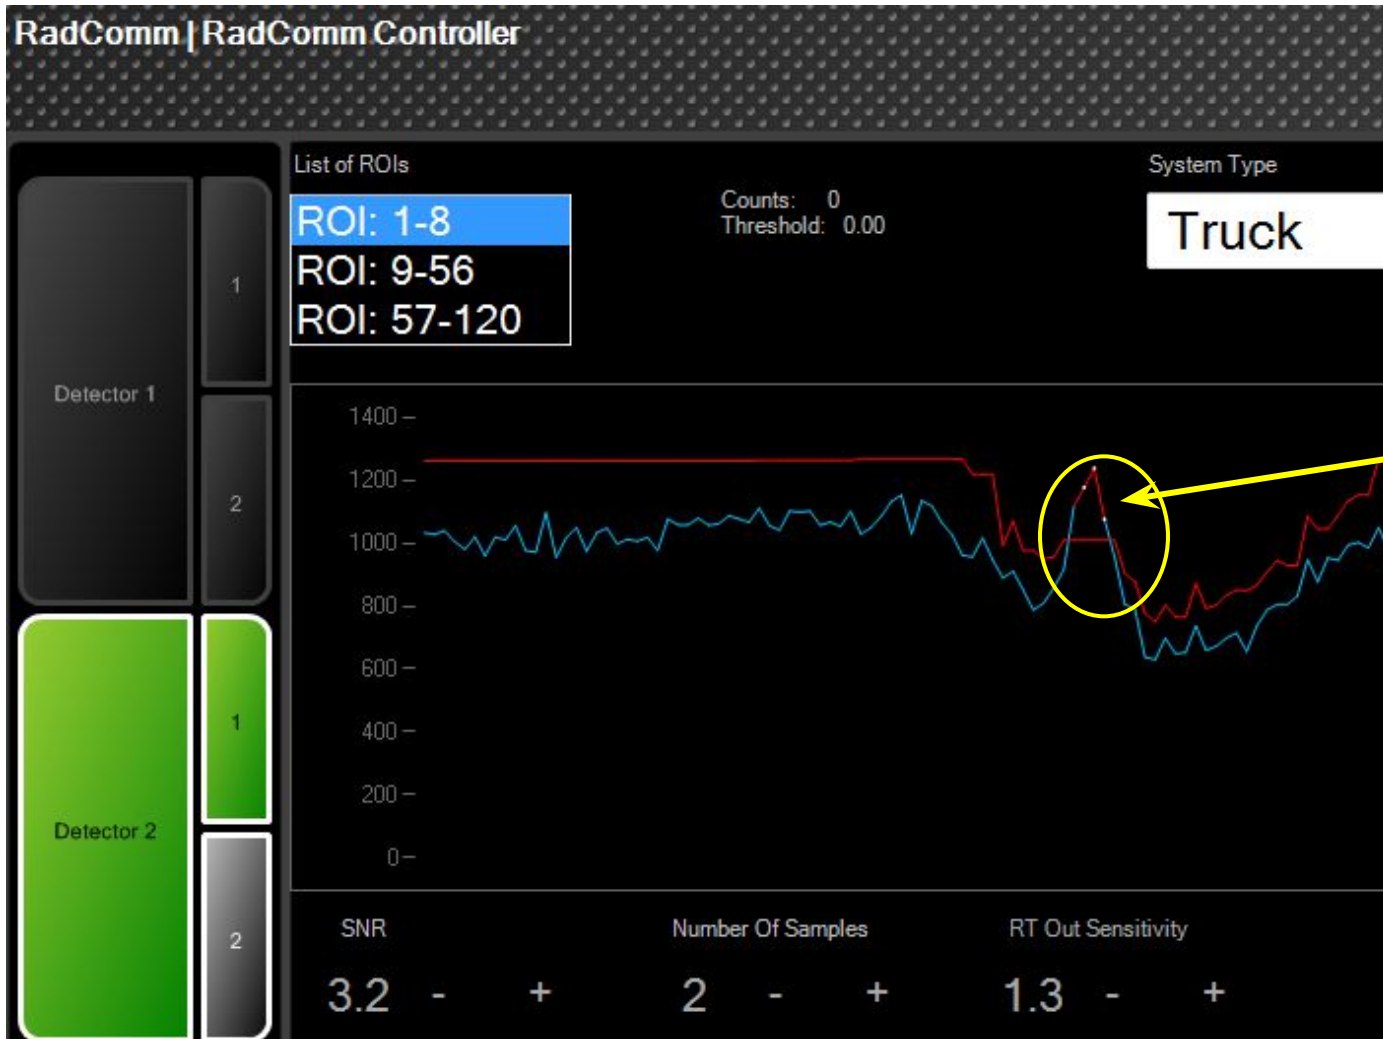 RadComm | RadComm Controller
List of ROIs
ROI: 1-8
ROI: 9-56
ROI: 57-120
Counts: 0
Threshold: 0.00
System Type
Truck
Detector 1
1
2
Detector 2
1
2
1400
1200
1000
800
600
400
200
0
SNR
3.2 - +
Number Of Samples
2 - +
RT Out Sensitivity
1.3 - +